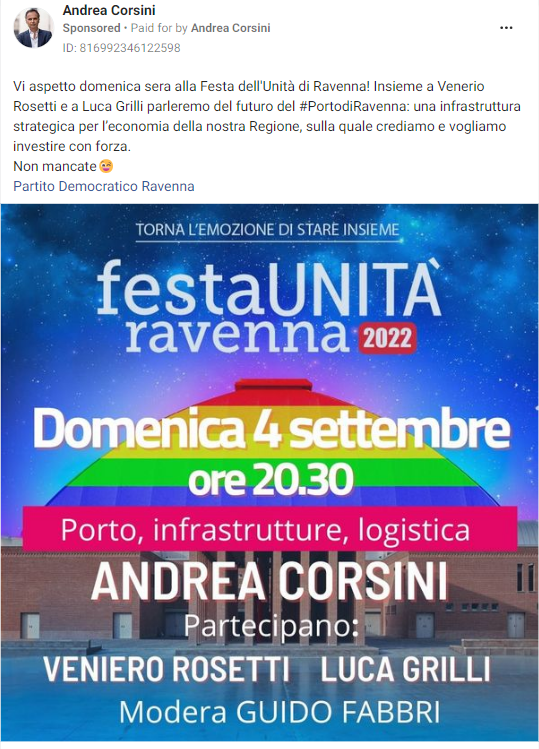 Andrea Corsini
Sponsored • Paid for by Andrea Corsini
ID: 816992346122598
Vi aspetto domenica sera alla Festa dell'Unità di Ravenna! Insieme a Venerio
Rosetti e a Luca Grilli parleremo del futuro del #PortodiRavenna: una infrastruttura
strategica per l'economia della nostra Regione, sulla quale crediamo e vogliamo
investire con forza.
Non mancate🥰
Partito Democratico Ravenna
TORNA L'EMOZIONE DI STARE INSIEME
festaUNITÀ
ravenna 2022
Domenica 4 settembre
ore 20.30
Porto, infrastrutture, logistica
ANDREA CORSINI
Partecipano:
VENIERO ROSETTI LUCA GRILLI
Modera GUIDO FABBRI